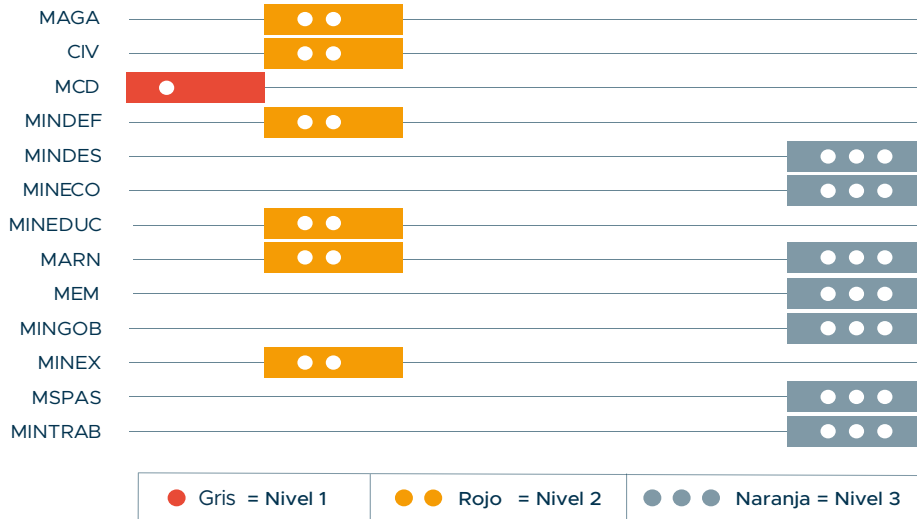 MAGA
CIV
MCD
MINDEF
MINDES
MINECO
MINEDUC
MARN
MEM
MINGOB
MINEX
MSPAS
MINTRAB
Gris = Nivel 1 Rojo = Nivel 2 Naranja = Nivel 3